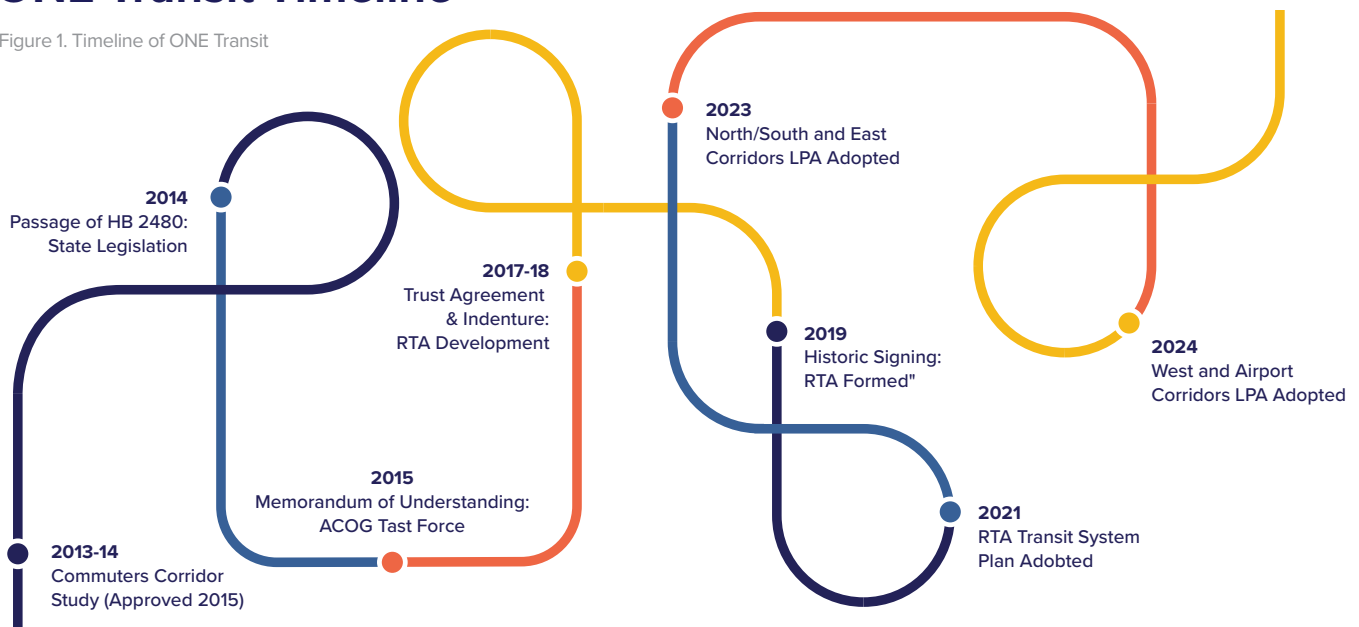 ONE Transit Timeline
Figure 1. Timeline of ONE Transit
2013-14
Commuters Corridor
Study (Approved 2015)
2014
Passage of HB 2480:
State Legislation
2015
Memorandum of Understanding:
ACOG Tast Force
2017-18
Trust Agreement
& Indenture:
RTA Development
2019
Historic Signing:
RTA Formed"
2021
RTA Transit System
Plan Adobted
2023
North/South and East
Corridors LPA Adopted
2024
West and Airport
Corridors LPA Adopted